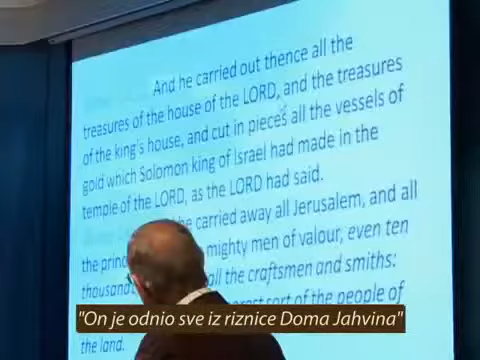 And he carried out thence all the
treasures of the house of the LORD, and the treasures
of the king's house, and cut in pieces all the vessels of
gold which Solomon king of Israel had made in the
temple of the LORD, as the LORD had said.
he carried away all Jerusalem, and all
the mighty men of valour, even ten
all the craftsmen and smiths:
sort of the people of
the land.
"On je odnio sve iz riznice Doma Jahvina"